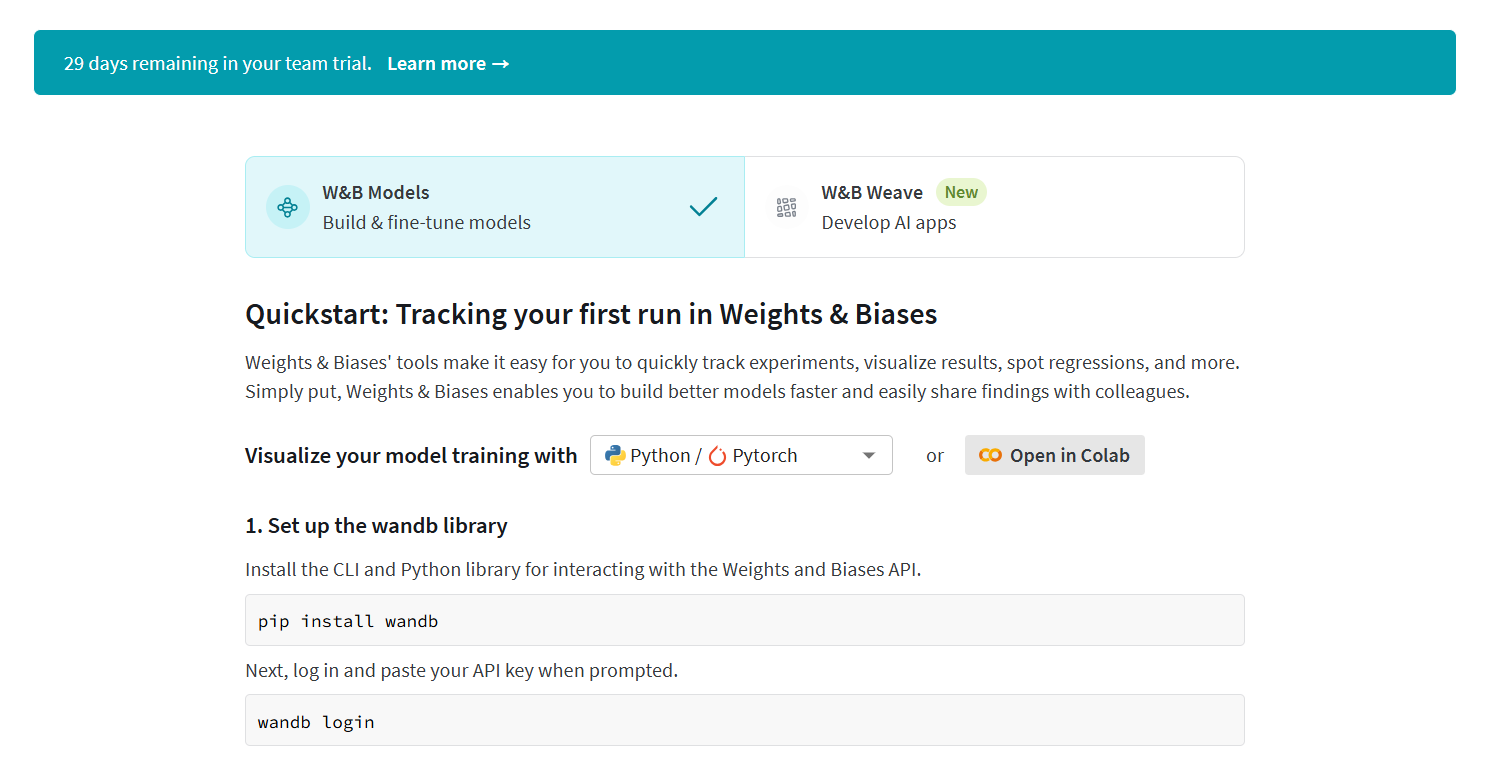 29 days remaining in your team trial. Learn more →
W&B Models
Build & fine-tune models
W&B Weave New
Develop AI apps
Quickstart: Tracking your first run in Weights & Biases
Weights & Biases' tools make it easy for you to quickly track experiments, visualize results, spot regressions, and more.
Simply put, Weights & Biases enables you to build better models faster and easily share findings with colleagues.
Visualize your model training with Python / Pytorch or Open in Colab
1. Set up the wandb library
Install the CLI and Python library for interacting with the Weights and Biases API.
pip install wandb
Next, log in and paste your API key when prompted.
wandb login